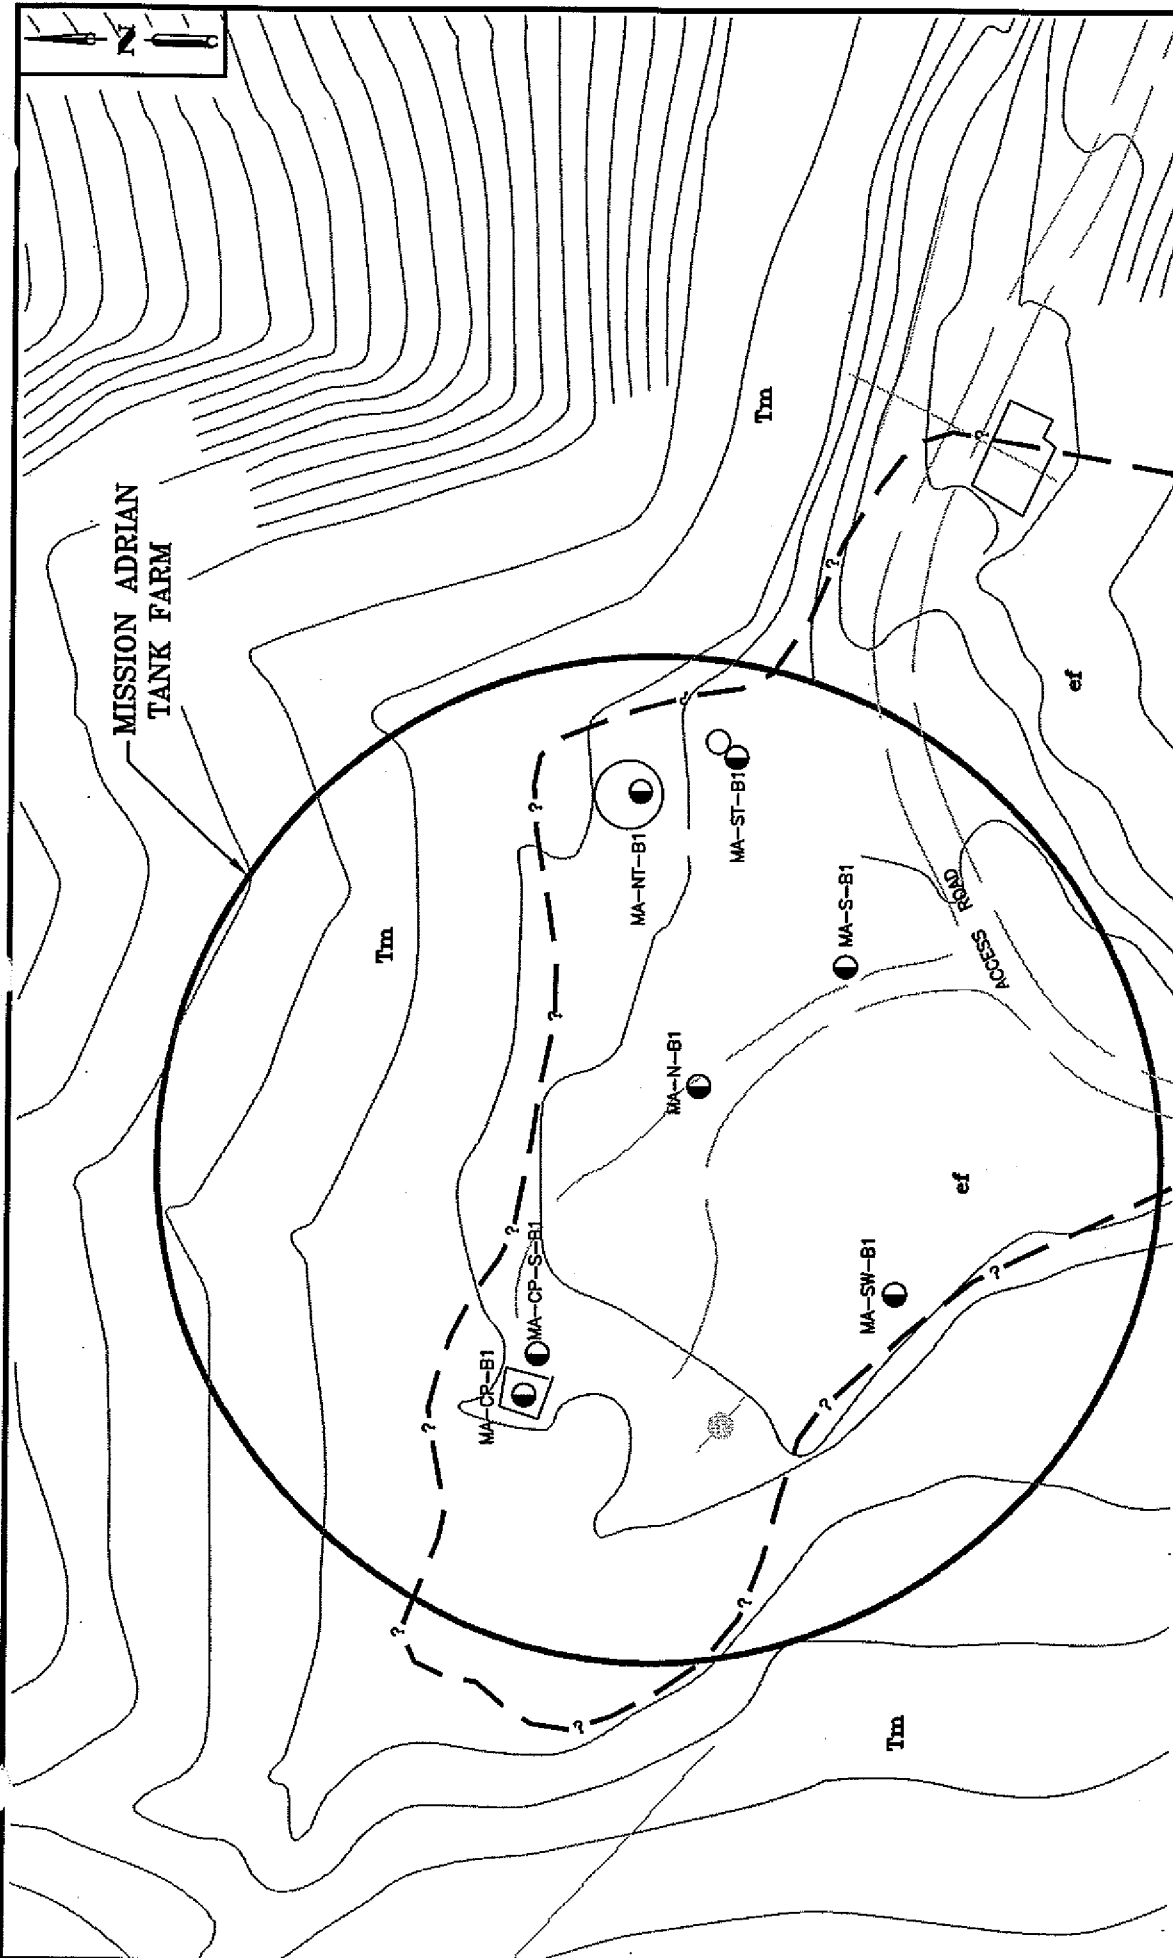 N
MISSION ADRIAN
TANK FARM
Tm
Tm
Tm
ef
ef
MA-NT-B1
MA-ST-B1
MA-S-B1
MA-N-B1
MA-CP-S-B1
MA-CP-B1
MA-SW-B1
ACCESS ROAD
?
?
?
?
?
?
?
?
?
?
?
?
?